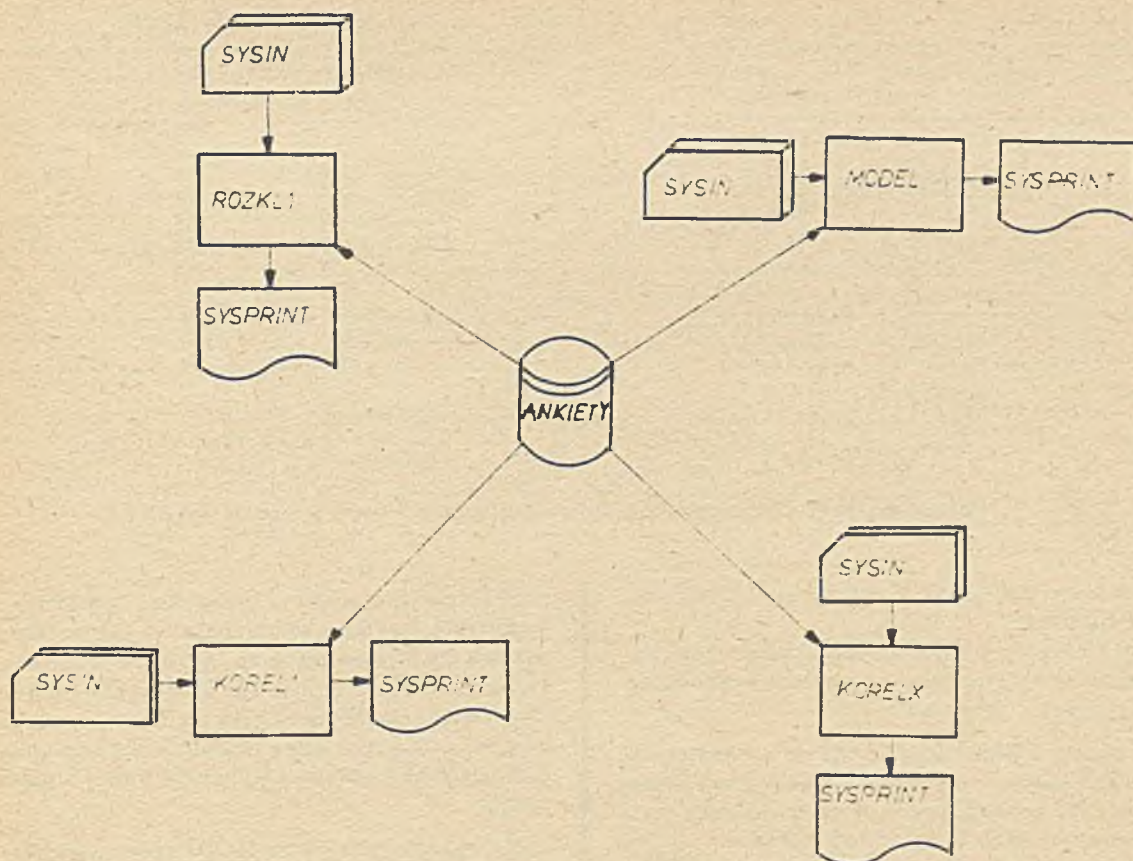 SYSIN
ROZKL1
SYSPRINT
SYSIN
MODEL
SYSPRINT
ANKIETY
SYSIN
KOREL1
SYSPRINT
SYSIN
KORELX
SYSPRINT